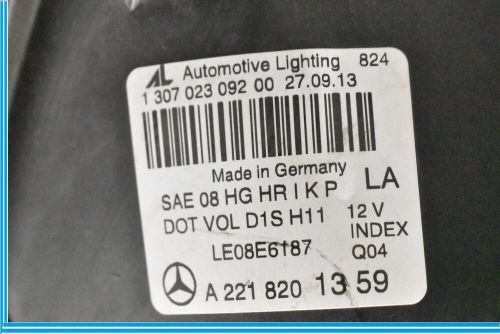 AL Automotive Lighting 824
1 307 023 092 00 27.09.13
Made in Germany
SAE 08 HG HR I K P LA
DOT VOL D1S H11 12 V
INDEX
LE08E6187 Q04
A 221 820 13 59